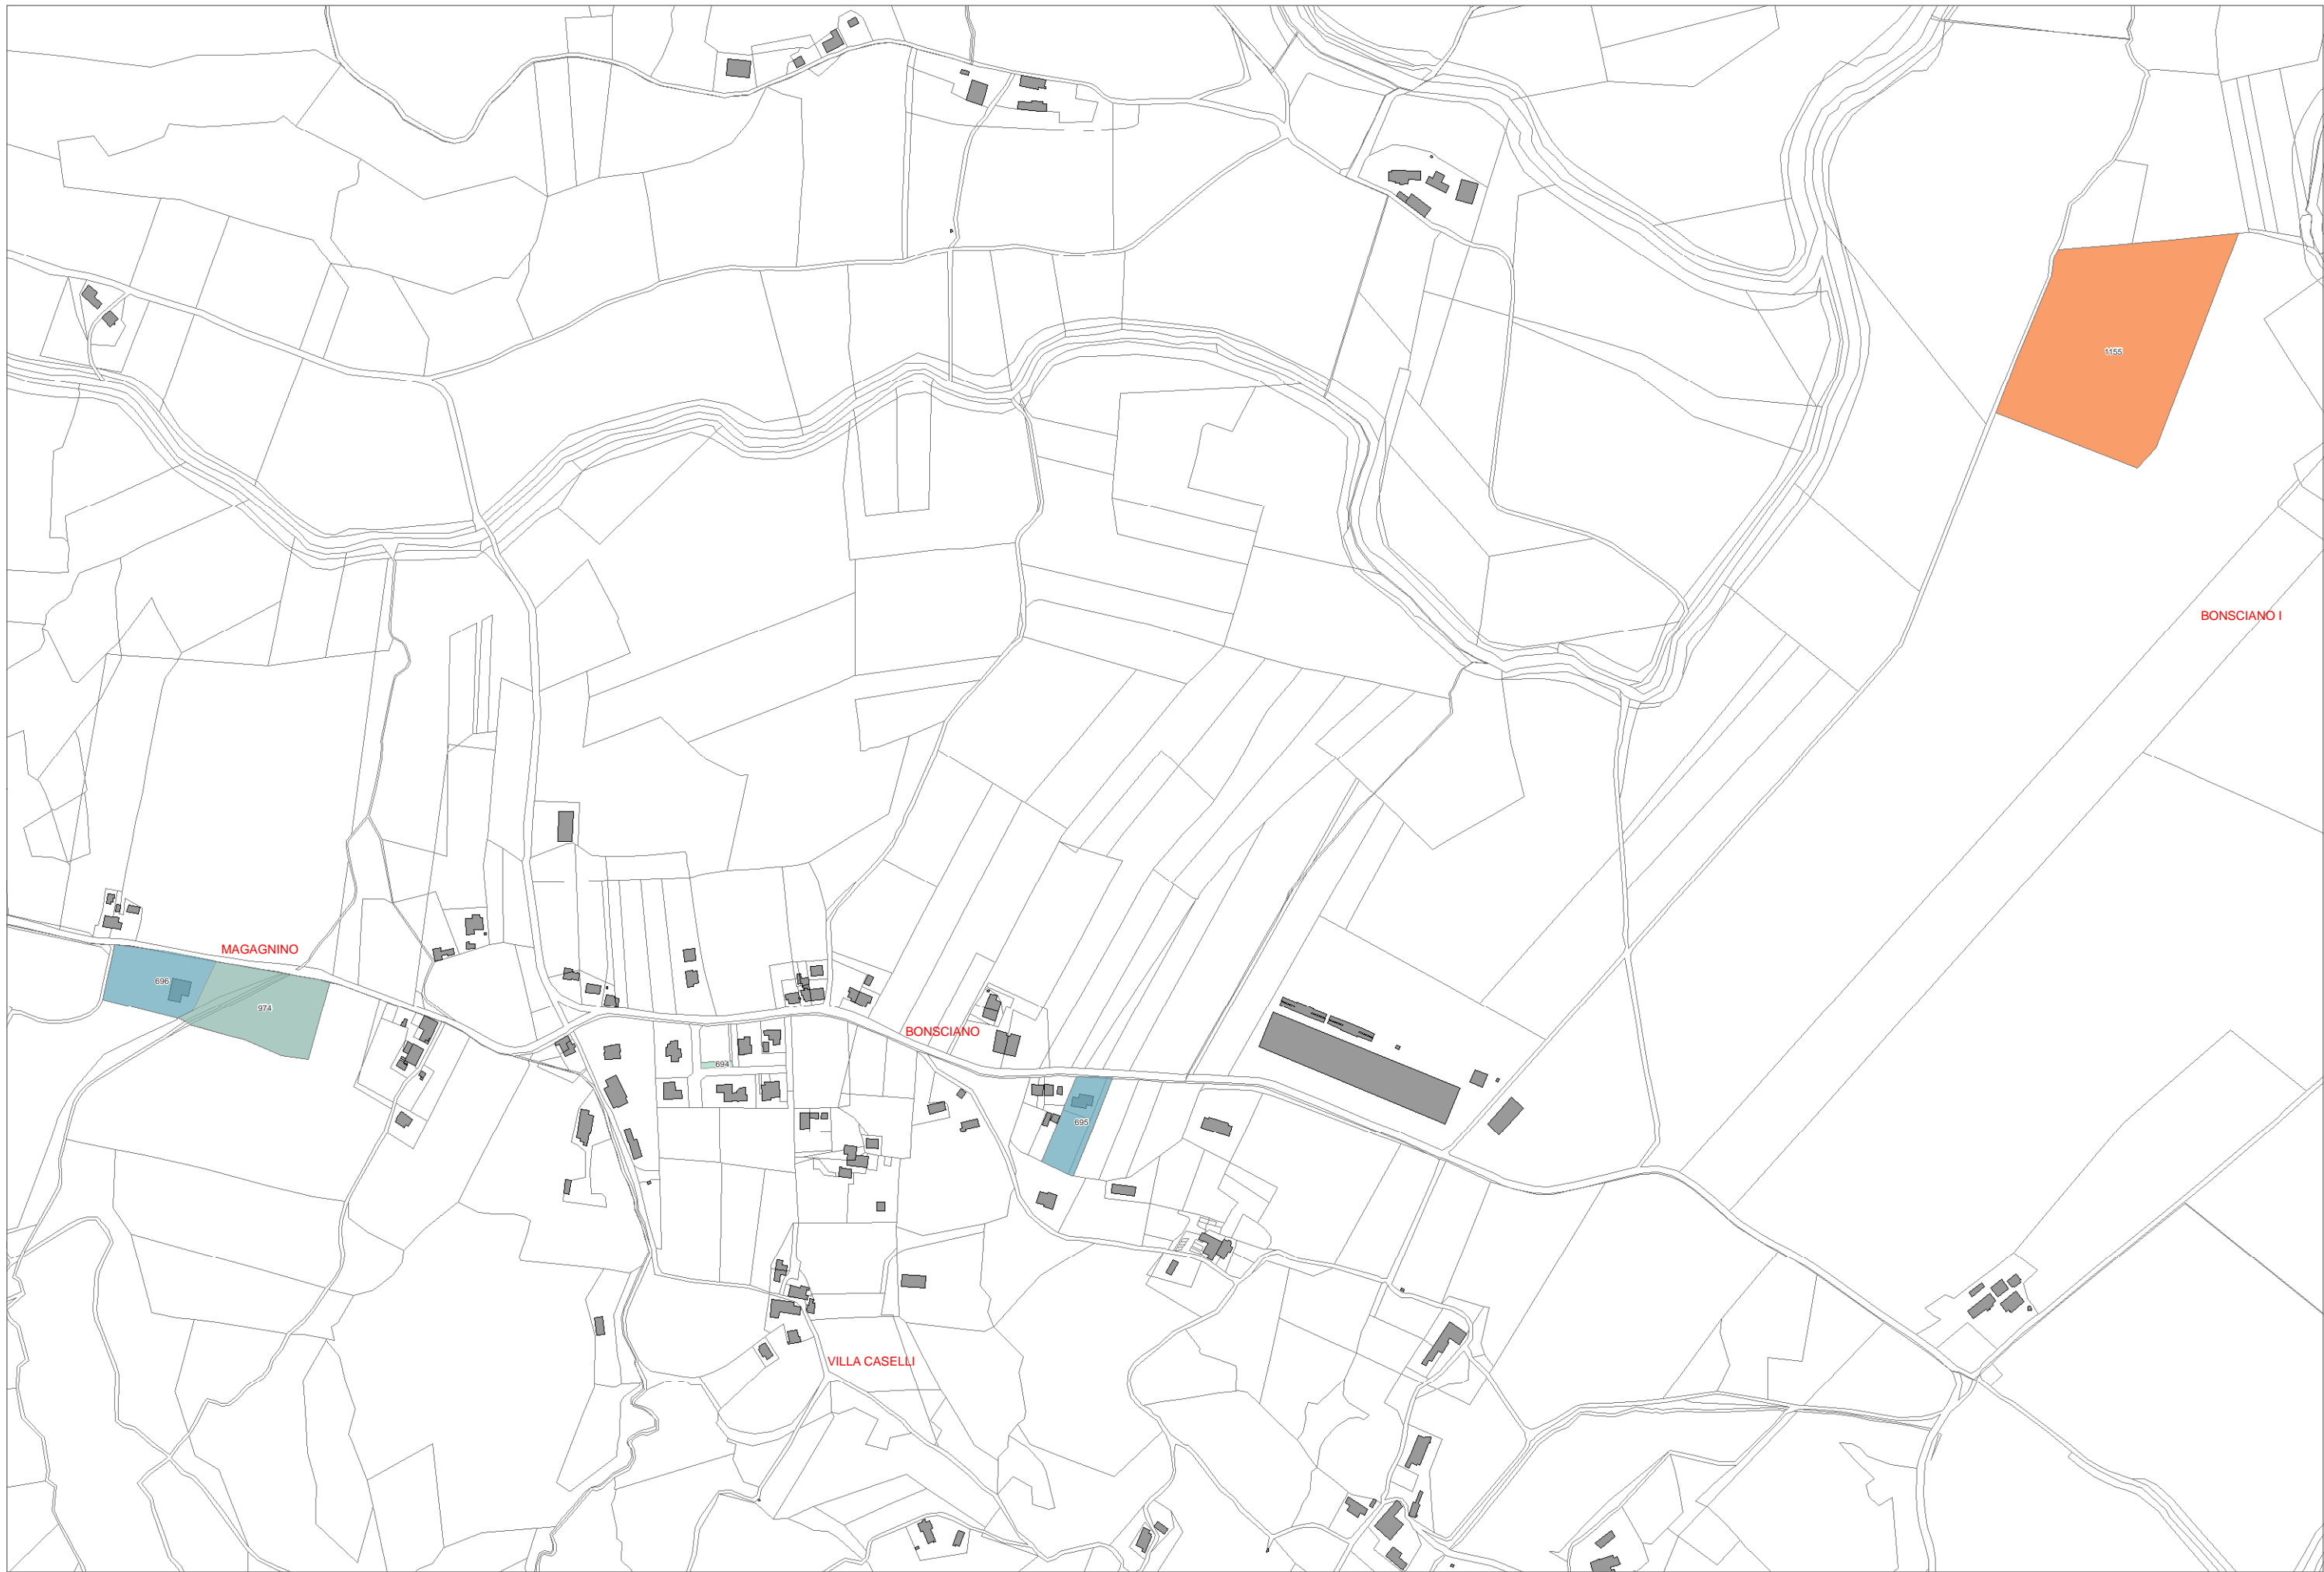 1155
BONSCIANO I
MAGAGNINO
696
974
BONSCIANO
694
695
VILLA CASELLI